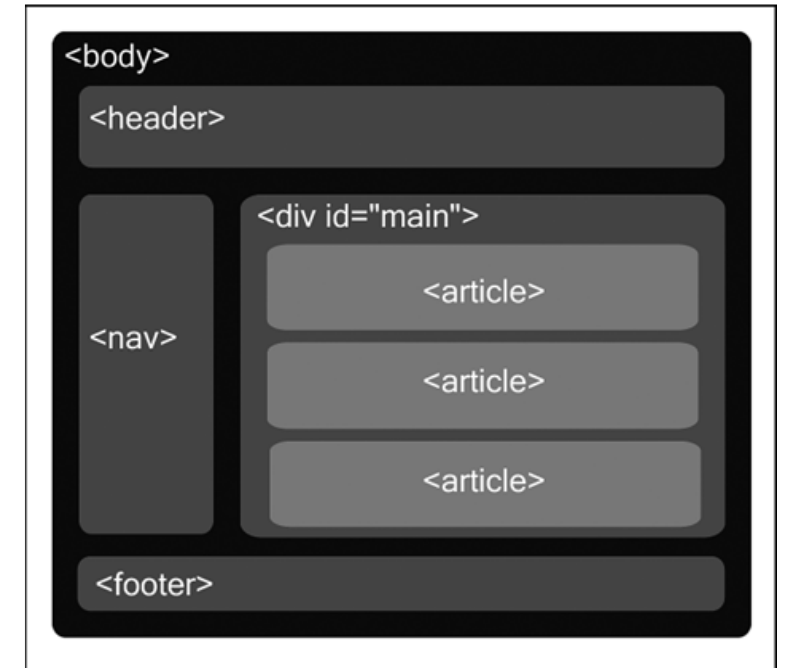 <body>
<header>
<nav>
<div id="main">
<article>
<article>
<article>
<footer>